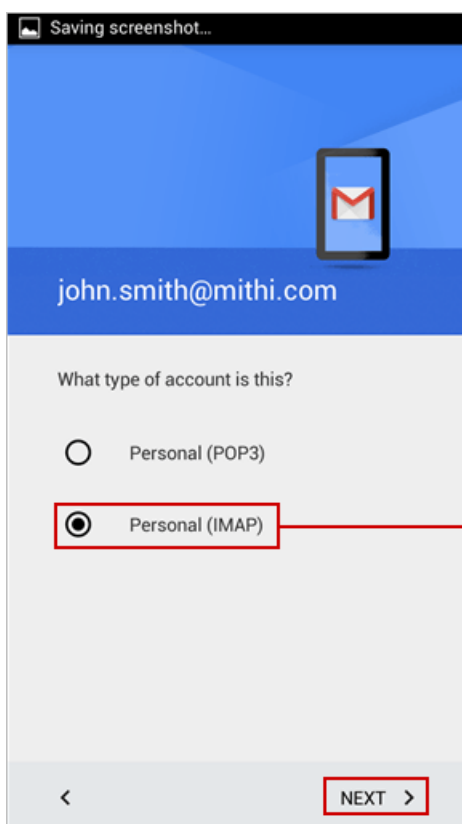 Saving screenshot...
john.smith@mithi.com
What type of account is this?
Personal (POP3)
Personal (IMAP)
NEXT